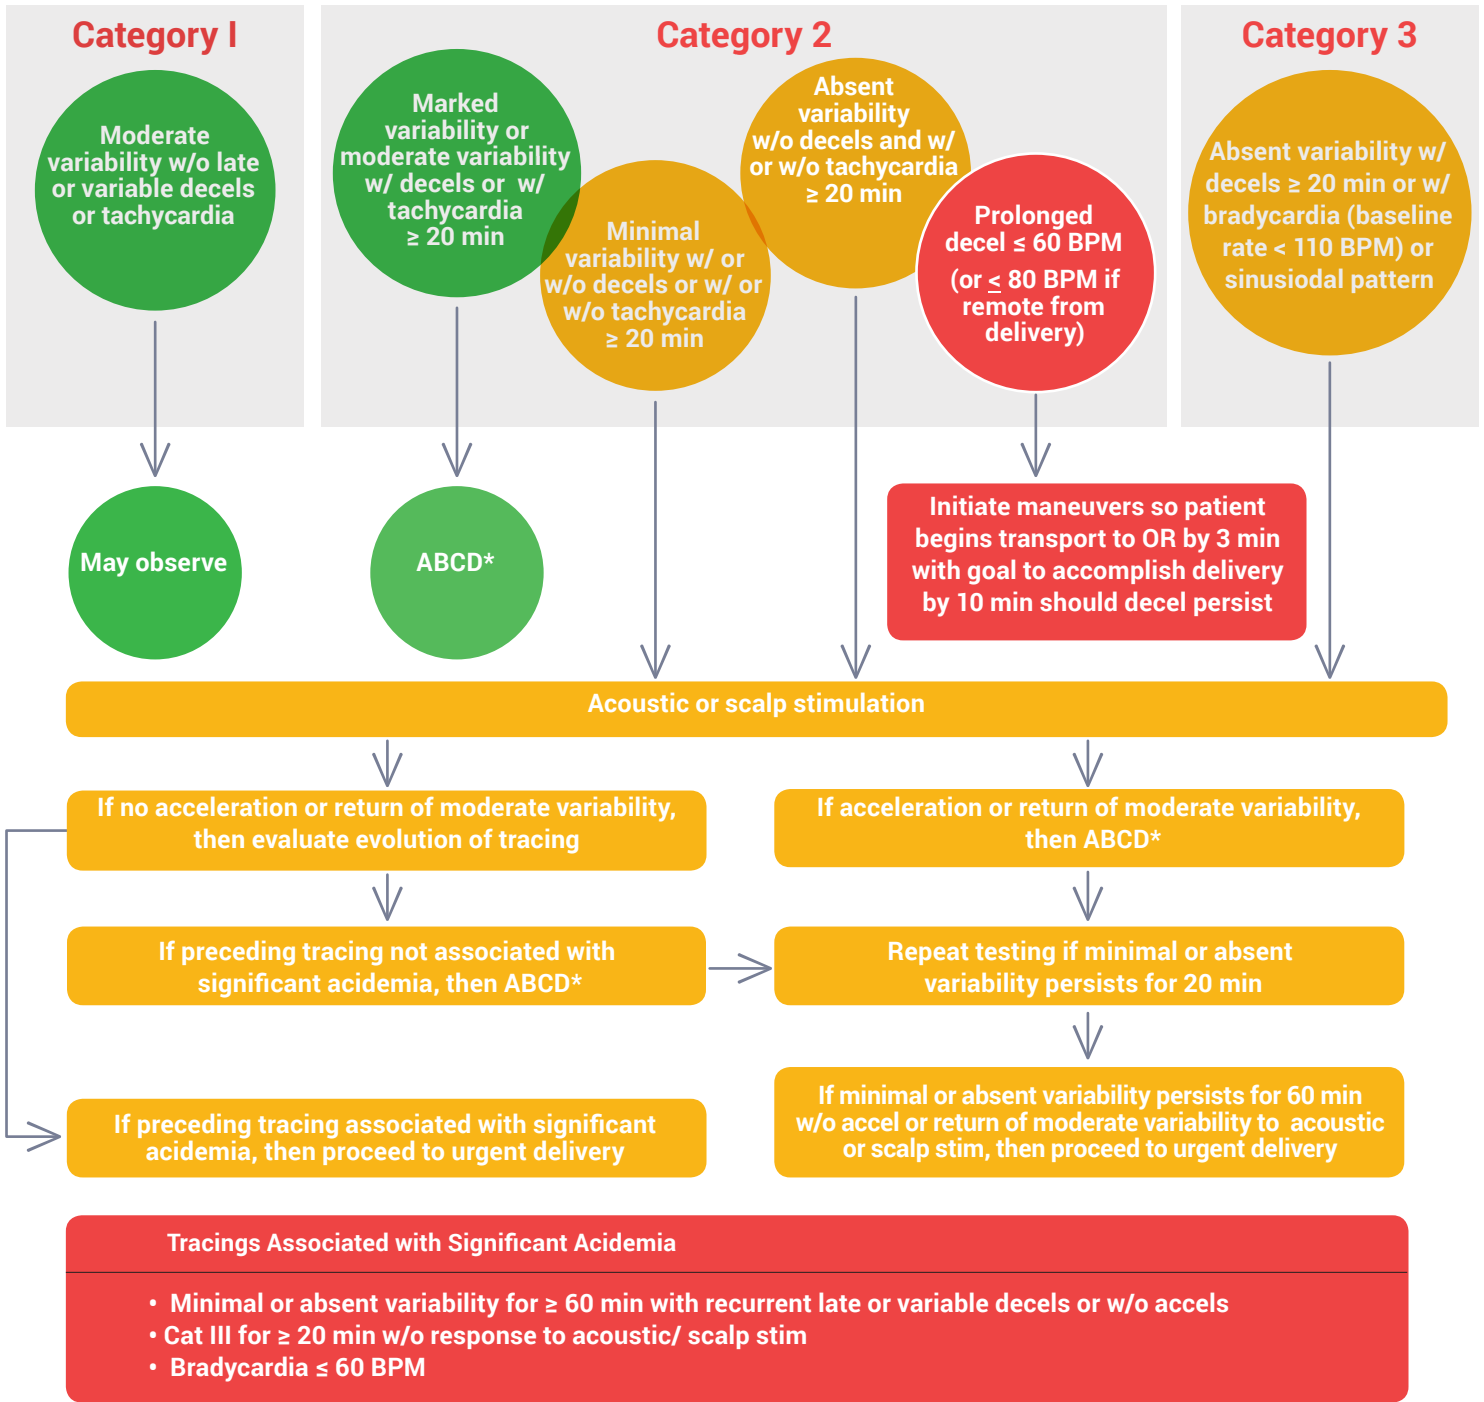 Category I
Category 2
Category 3
Moderate
variability w/o late
or variable decels
or tachycardia
Marked
variability or
moderate variability
w/ decels or w/
tachycardia
≥ 20 min
Minimal
variability w/ or
w/o decels or w/ or
w/o tachycardia
≥ 20 min
Absent
variability
w/o decels and w/
or w/o tachycardia
≥ 20 min
Prolonged
decel ≤ 60 BPM
(or < 80 BPM if
remote from
delivery)
Absent variability w/
decels ≥ 20 min or w/
bradycardia (baseline
rate < 110 BPM) or
sinusiodal pattern
May observe
ABCD*
Initiate maneuvers so patient
begins transport to OR by 3 min
with goal to accomplish delivery
by 10 min should decel persist
Acoustic or scalp stimulation
If no acceleration or return of moderate variability,
then evaluate evolution of tracing
If acceleration or return of moderate variability,
then ABCD*
If preceding tracing not associated with
significant acidemia, then ABCD*
Repeat testing if minimal or absent
variability persists for 20 min
If preceding tracing associated with significant
acidemia, then proceed to urgent delivery
If minimal or absent variability persists for 60 min
w/o accel or return of moderate variability to acoustic
or scalp stim, then proceed to urgent delivery
Tracings Associated with Significant Acidemia
• Minimal or absent variability for ≥ 60 min with recurrent late or variable decels or w/o accels
• Cat III for ≥ 20 min w/o response to acoustic/ scalp stim
• Bradycardia ≤ 60 BPM